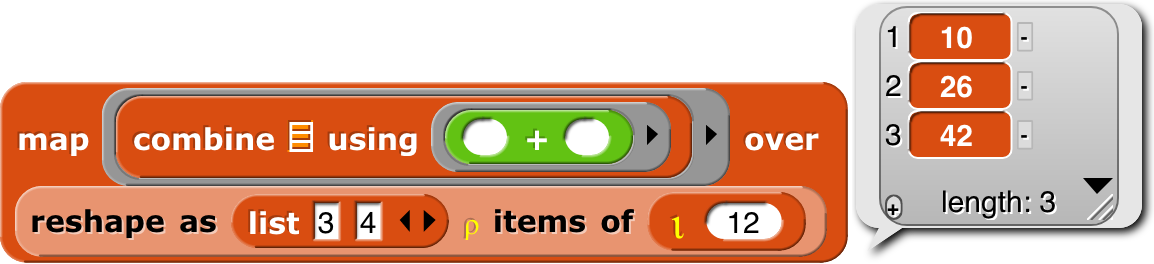 map combine using + over
reshape as list 3 4 ρ items of ι 12
1 10 -
2 26 -
3 42 -
+ length: 3